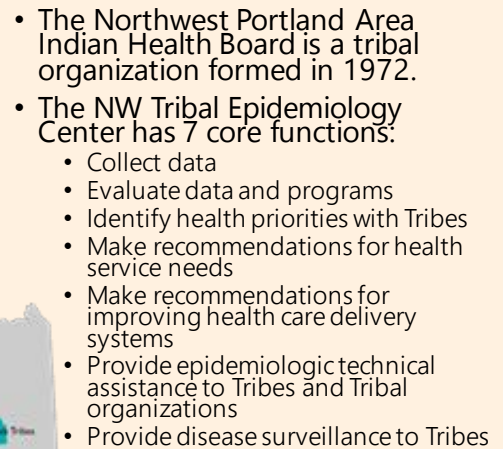 • The Northwest Portland Area
Indian Health Board is a tribal
organization formed in 1972.
• The NW Tribal Epidemiology
Center has 7 core functions:
• Collect data
• Evaluate data and programs
• Identify health priorities with Tribes
• Make recommendations for health
service needs
• Make recommendations for
improving health care delivery
systems
• Provide epidemiologic technical
assistance to Tribes and Tribal
organizations
• Provide disease surveillance to Tribes
Tribes